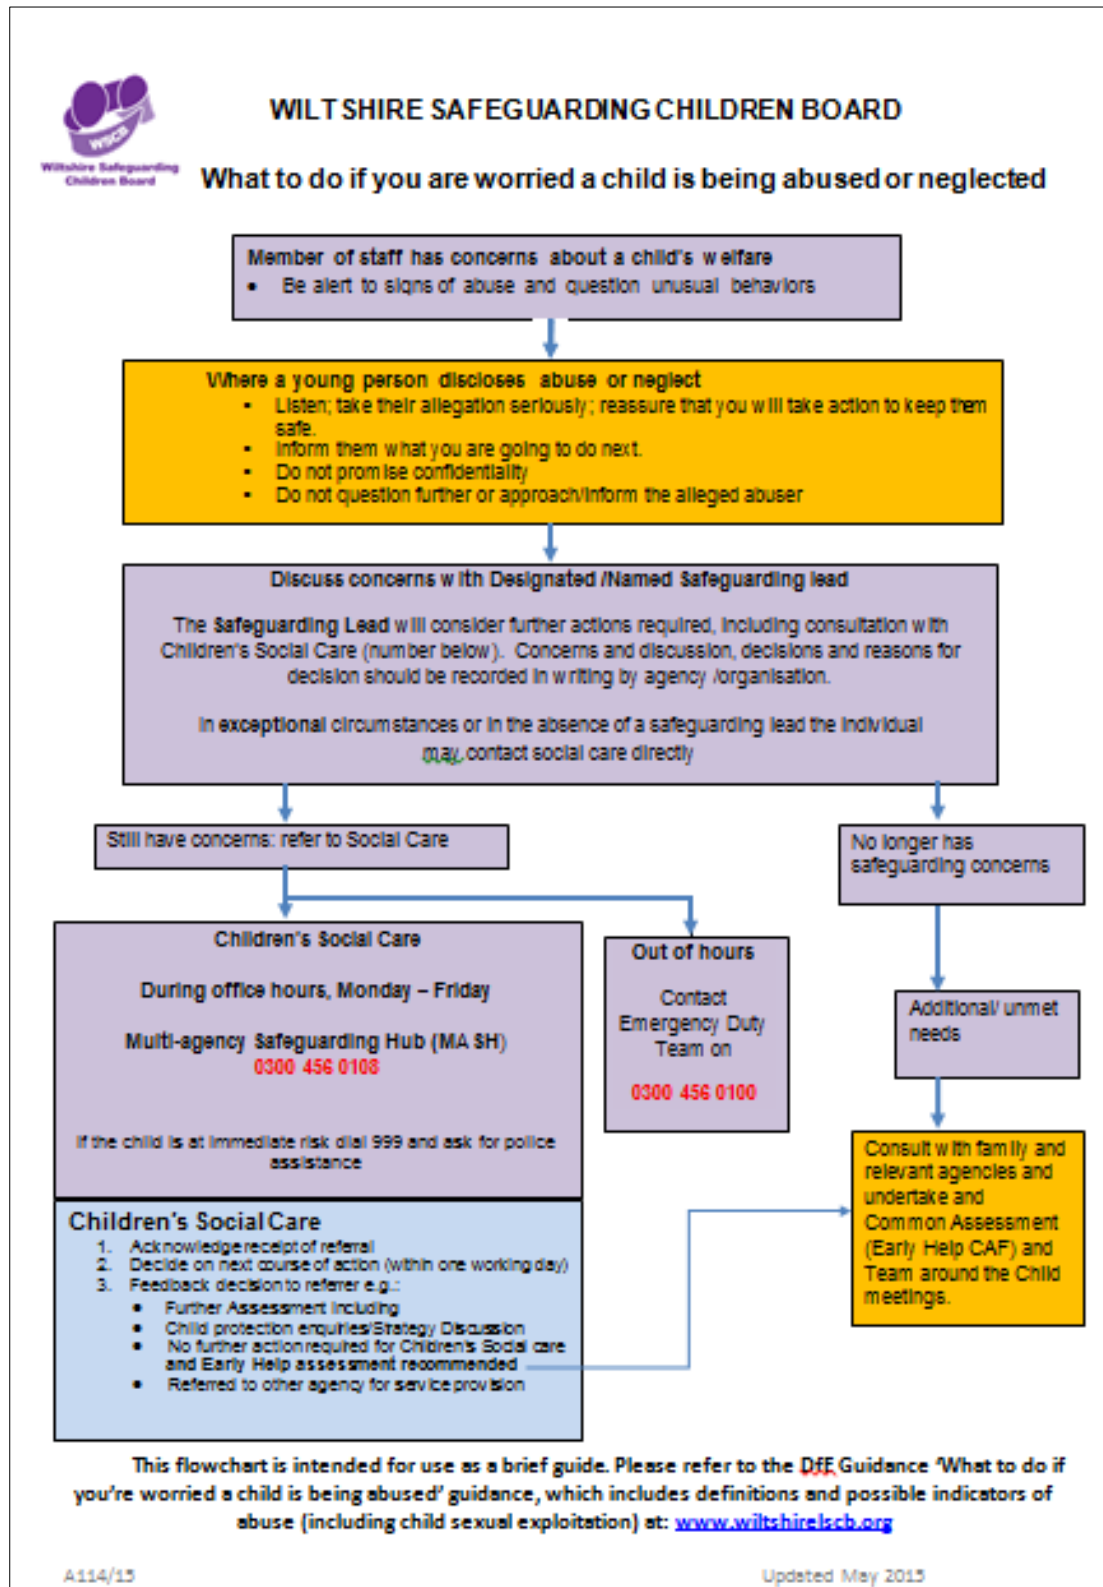 WSCB
Wiltshire Safeguarding
Children Board
WILTSHIRE SAFEGUARDING CHILDREN BOARD
What to do if you are worried a child is being abused or neglected
Member of staff has concerns about a child's welfare
• Be alert to signs of abuse and question unusual behaviors
Where a young person discloses abuse or neglect
▪ Listen; take their allegation seriously; reassure that you will take action to keep them
safe.
▪ Inform them what you are going to do next.
▪ Do not promise confidentiality
▪ Do not question further or approach/inform the alleged abuser
Discuss concerns with Designated /Named Safeguarding lead
The Safeguarding Lead will consider further actions required, including consultation with
Children's Social Care (number below). Concerns and discussion, decisions and reasons for
decision should be recorded in writing by agency /organisation.
In exceptional circumstances or in the absence of a safeguarding lead the individual
may contact social care directly
Still have concerns: refer to Social Care
No longer has
safeguarding concerns
Children's Social Care
During office hours, Monday – Friday
Multi-agency Safeguarding Hub (MASH)
0300 456 0108
If the child is at immediate risk dial 999 and ask for police
assistance
Out of hours
Contact
Emergency Duty
Team on
0300 456 0100
Additional/ unmet
needs
Consult with family and
relevant agencies and
undertake and
Common Assessment
(Early Help CAF) and
Team around the Child
meetings.
Children's Social Care
1. Acknowledge receipt of referral
2. Decide on next course of action (within one working day)
3. Feedback decision to referrer e.g.:
• Further Assessment including
• Child protection enquiries/Strategy Discussion
• No further action required for Children's Social care
and Early Help assessment recommended
• Referred to other agency for service provision
This flowchart is intended for use as a brief guide. Please refer to the DfE Guidance 'What to do if
you're worried a child is being abused' guidance, which includes definitions and possible indicators of
abuse (including child sexual exploitation) at: www.wiltshirelscb.org
A114/15
Updated May 2015